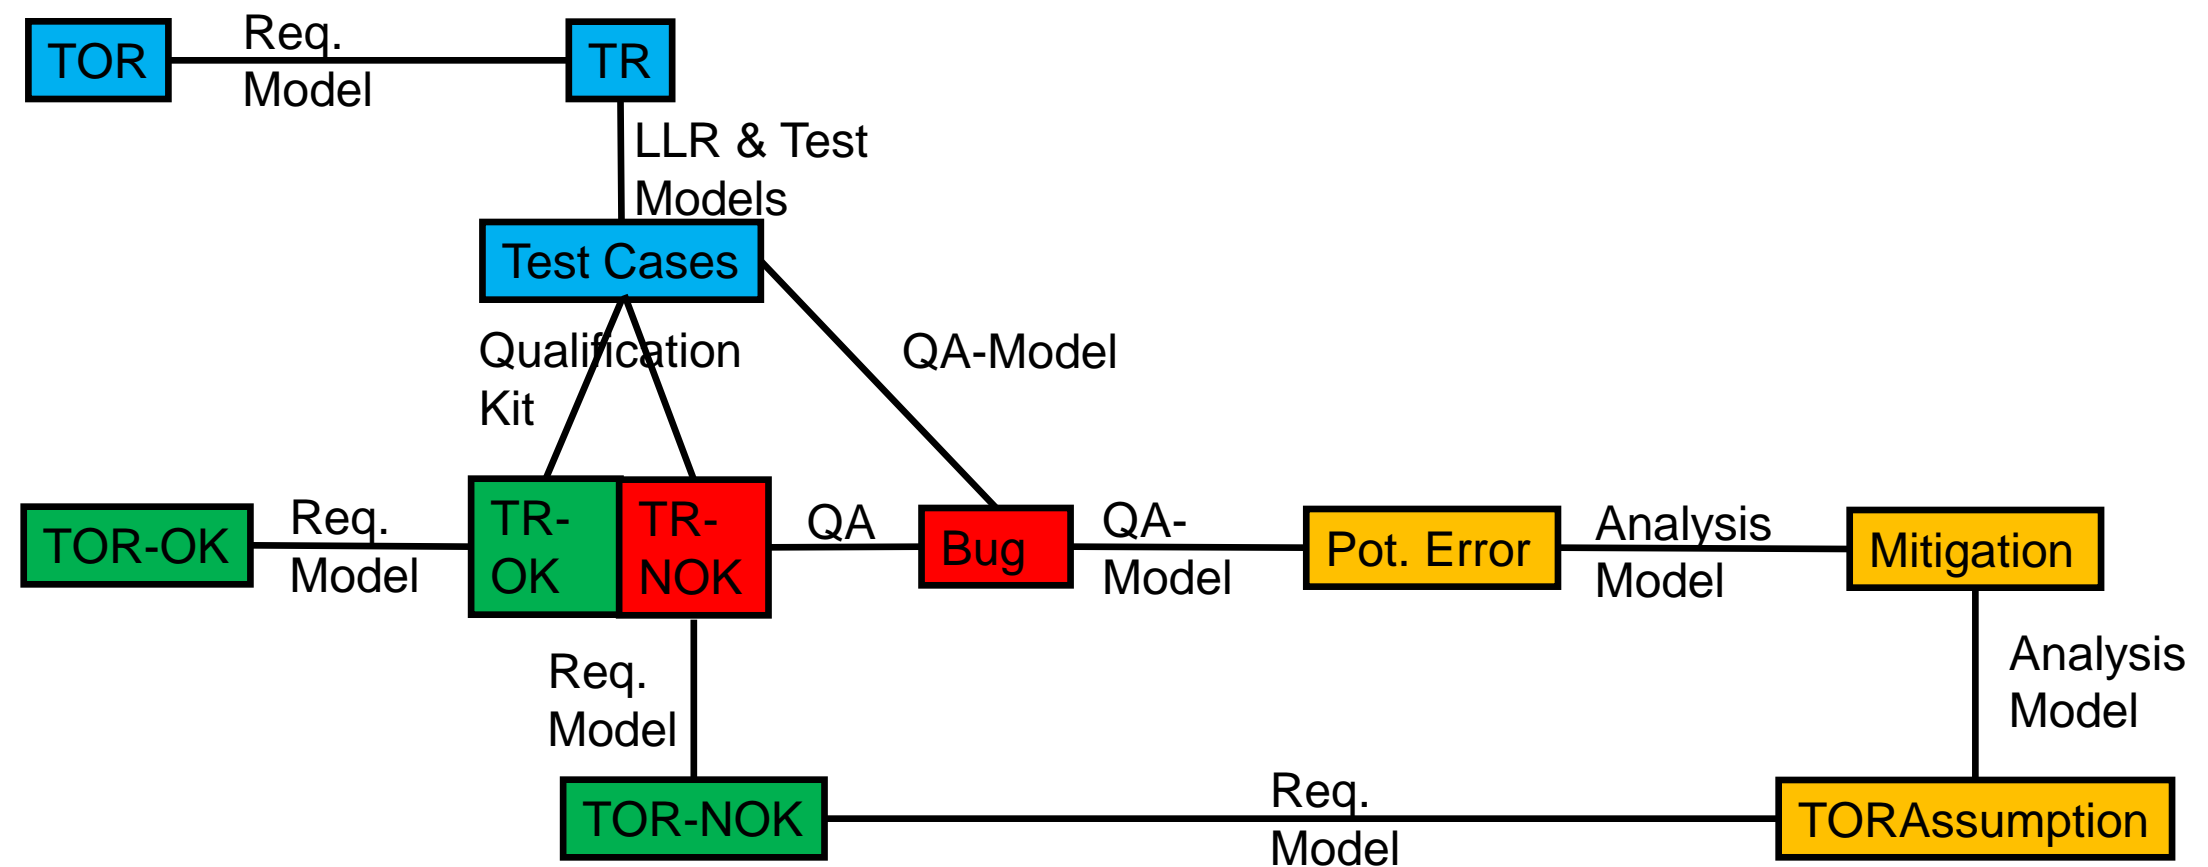 TOR
Req.
Model
TR
LLR & Test
Models
Test Cases
Qualification
Kit
QA-Model
TOR-OK
Req.
Model
TR-
OK
TR-
NOK
QA
Bug
QA-
Model
Pot. Error
Analysis
Model
Mitigation
Req.
Model
Analysis
Model
TOR-NOK
Req.
Model
TORAssumption